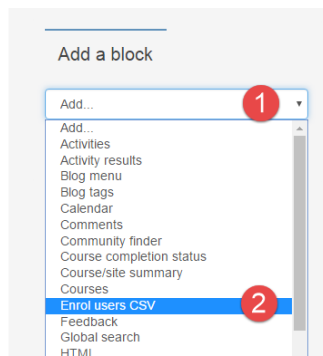 Add a block
Add... 1
Add...
Activities
Activity results
Blog menu
Blog tags
Calendar
Comments
Community finder
Course completion status
Course/site summary
Courses
Enrol users CSV 2
Feedback
Global search
HTML